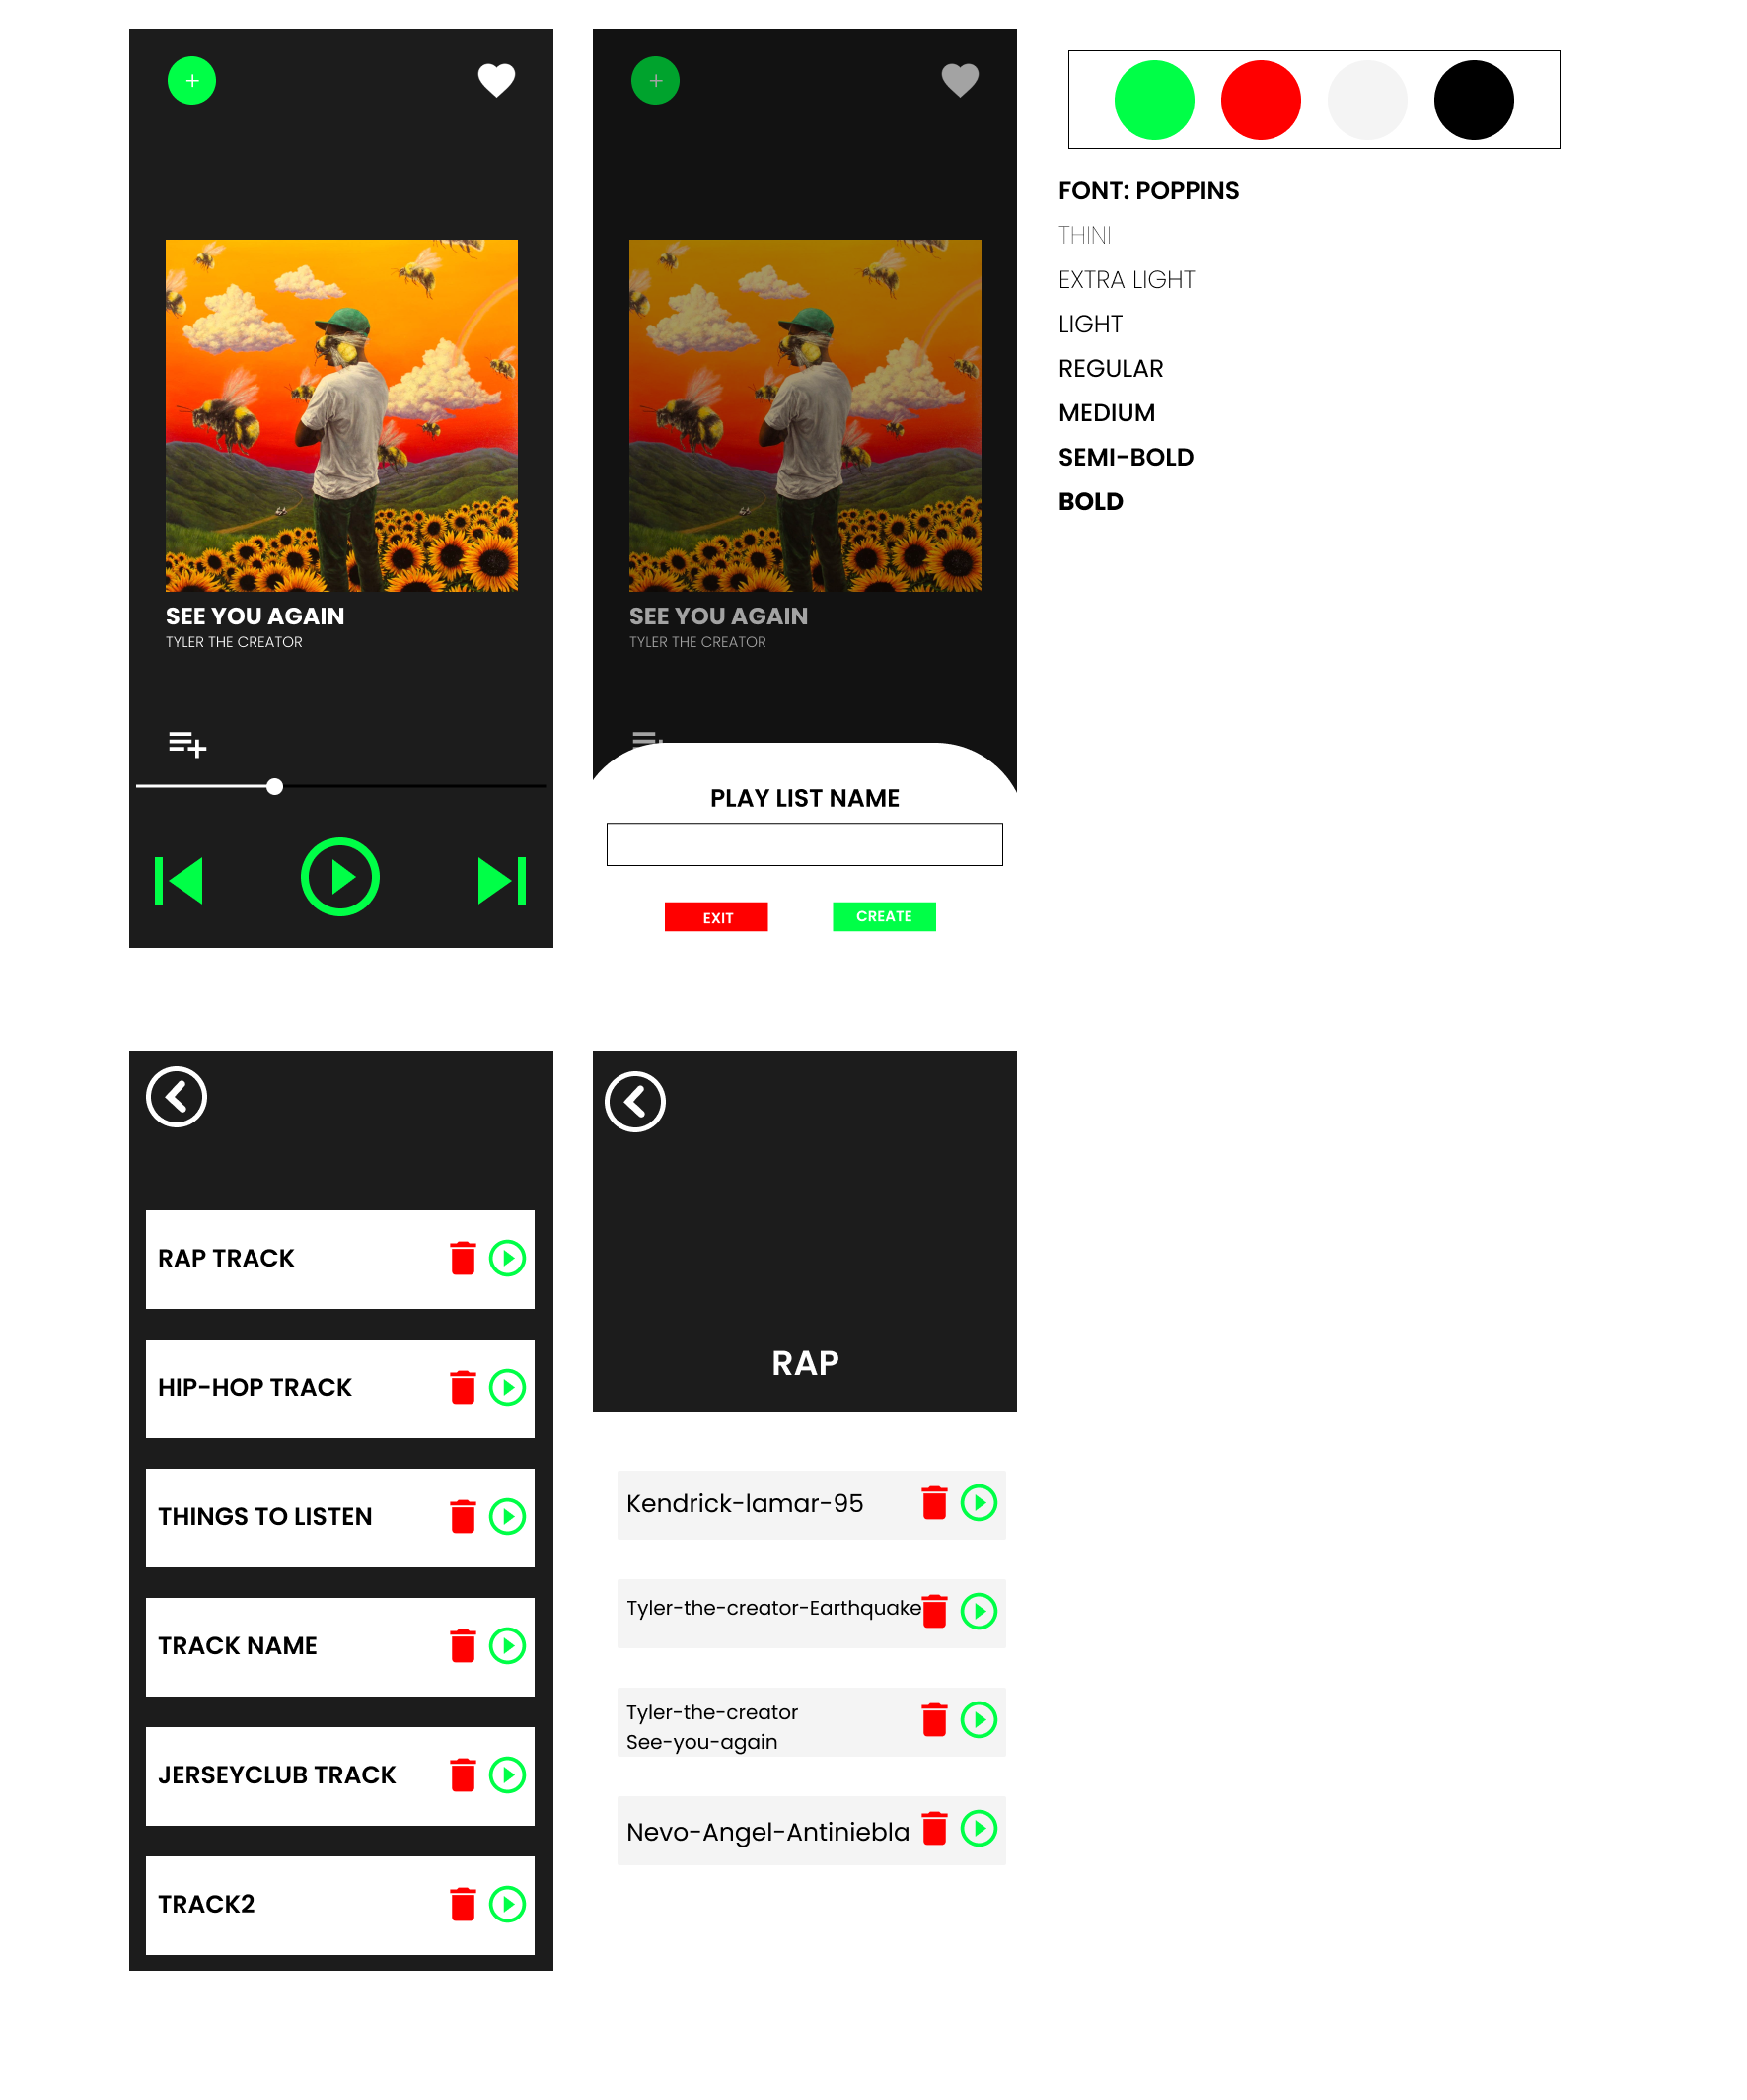 SEE YOU AGAIN
TYLER THE CREATOR
SEE YOU AGAIN
TYLER THE CREATOR
PLAY LIST NAME
EXIT
CREATE
FONT: POPPINS
THINI
EXTRA LIGHT
LIGHT
REGULAR
MEDIUM
SEMI-BOLD
BOLD
RAP TRACK
HIP-HOP TRACK
THINGS TO LISTEN
TRACK NAME
JERSEYCLUB TRACK
TRACK2
RAP
Kendrick-lamar-95
Tyler-the-creator-Earthquake
Tyler-the-creator
See-you-again
Nevo-Angel-Antiniebla